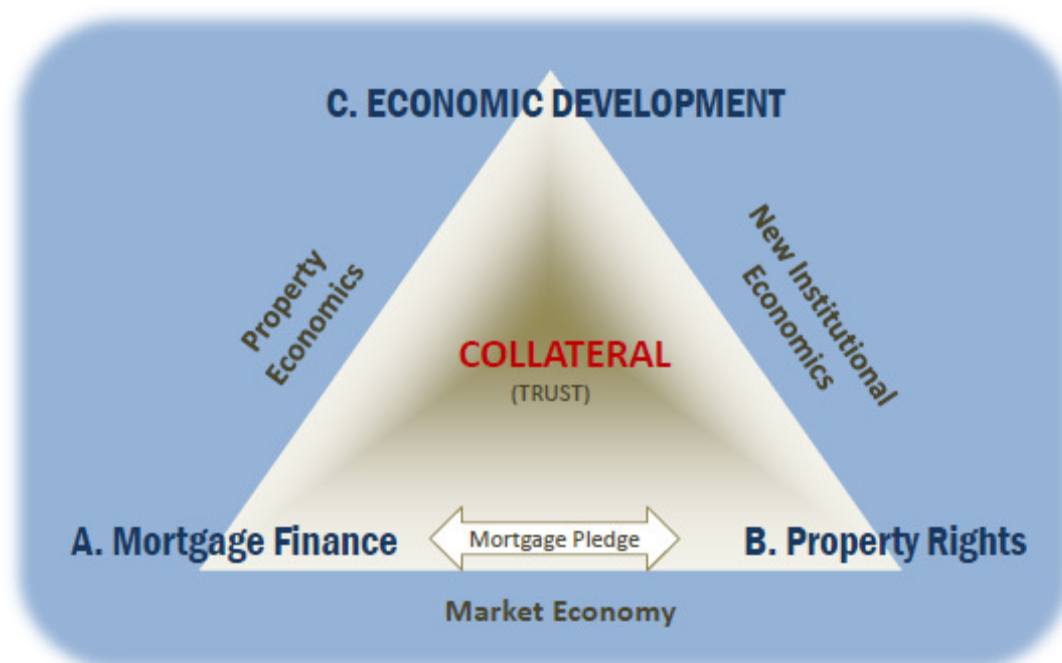 C. ECONOMIC DEVELOPMENT
Property
Economics
New Institutional
Economics
COLLATERAL
(TRUST)
A. Mortgage Finance
Mortgage Pledge
B. Property Rights
Market Economy